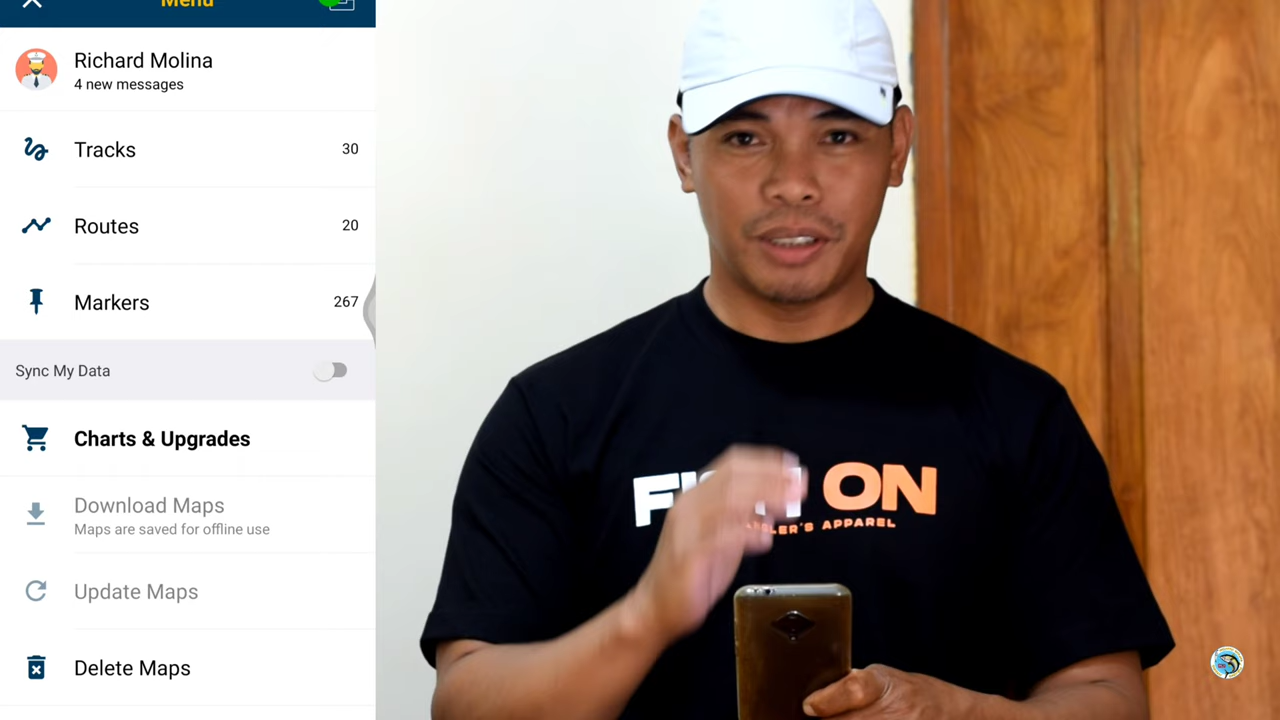 Menu
Richard Molina
4 new messages
Tracks
30
Routes
20
Markers
267
Sync My Data
Charts & Upgrades
Download Maps
Maps are saved for offline use
Update Maps
Delete Maps
ON
APPAREL